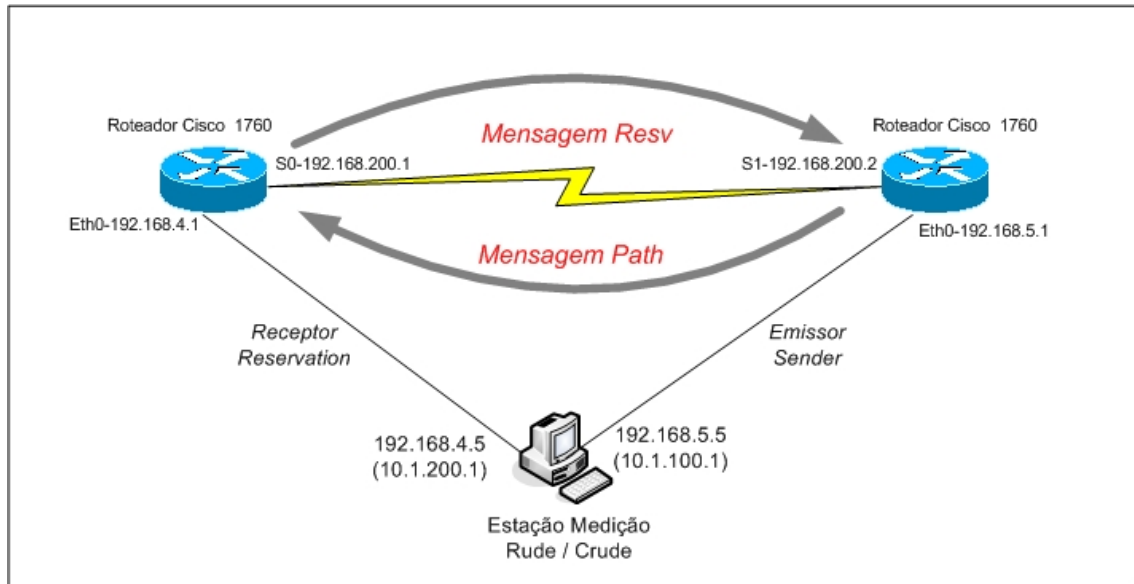 Roteador Cisco 1760
Roteador Cisco 1760
Mensagem Resv
S0-192.168.200.1
S1-192.168.200.2
Eth0-192.168.4.1
Eth0-192.168.5.1
Mensagem Path
Receptor
Reservation
Emissor
Sender
192.168.4.5
(10.1.200.1)
192.168.5.5
(10.1.100.1)
Estação Medição
Rude / Crude